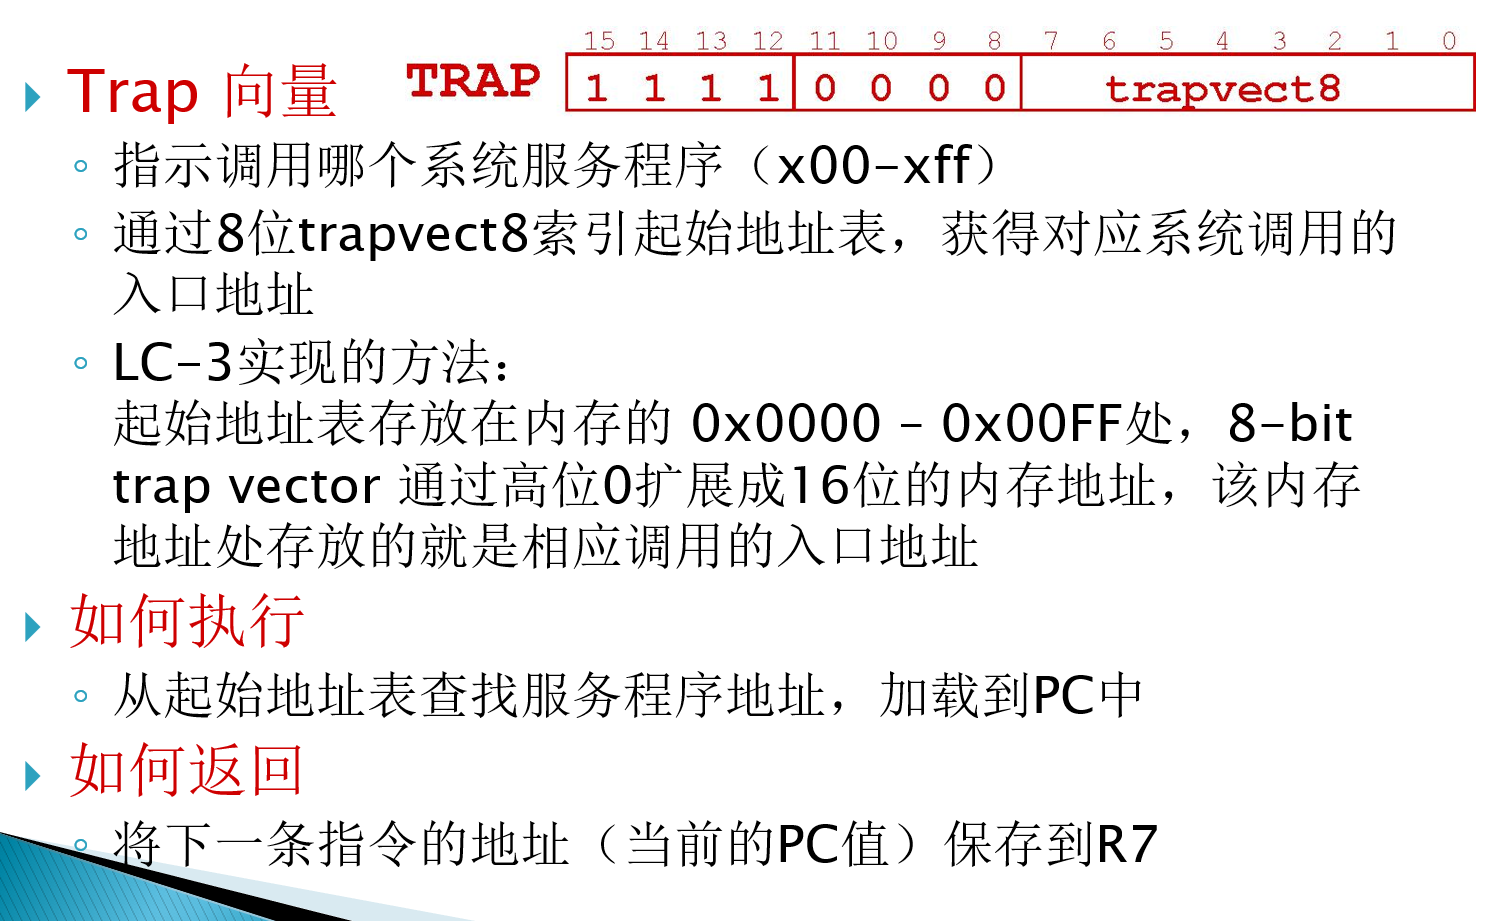 15 14 13 12 11 10 9 8 7 6 5 4 3 2 1 0
Trap 向量 TRAP 1 1 1 1 0 0 0 0 trapvect8
指示调用哪个系统服务程序（x00-xff）
通过8位trapvect8索引起始地址表，获得对应系统调用的
入口地址
LC-3实现的方法：
起始地址表存放在内存的 0x0000 – 0x00FF处，8-bit
trap vector 通过高位0扩展成16位的内存地址，该内存
地址处存放的就是相应调用的入口地址
如何执行
从起始地址表查找服务程序地址，加载到PC中
如何返回
将下一条指令的地址（当前的PC值）保存到R7